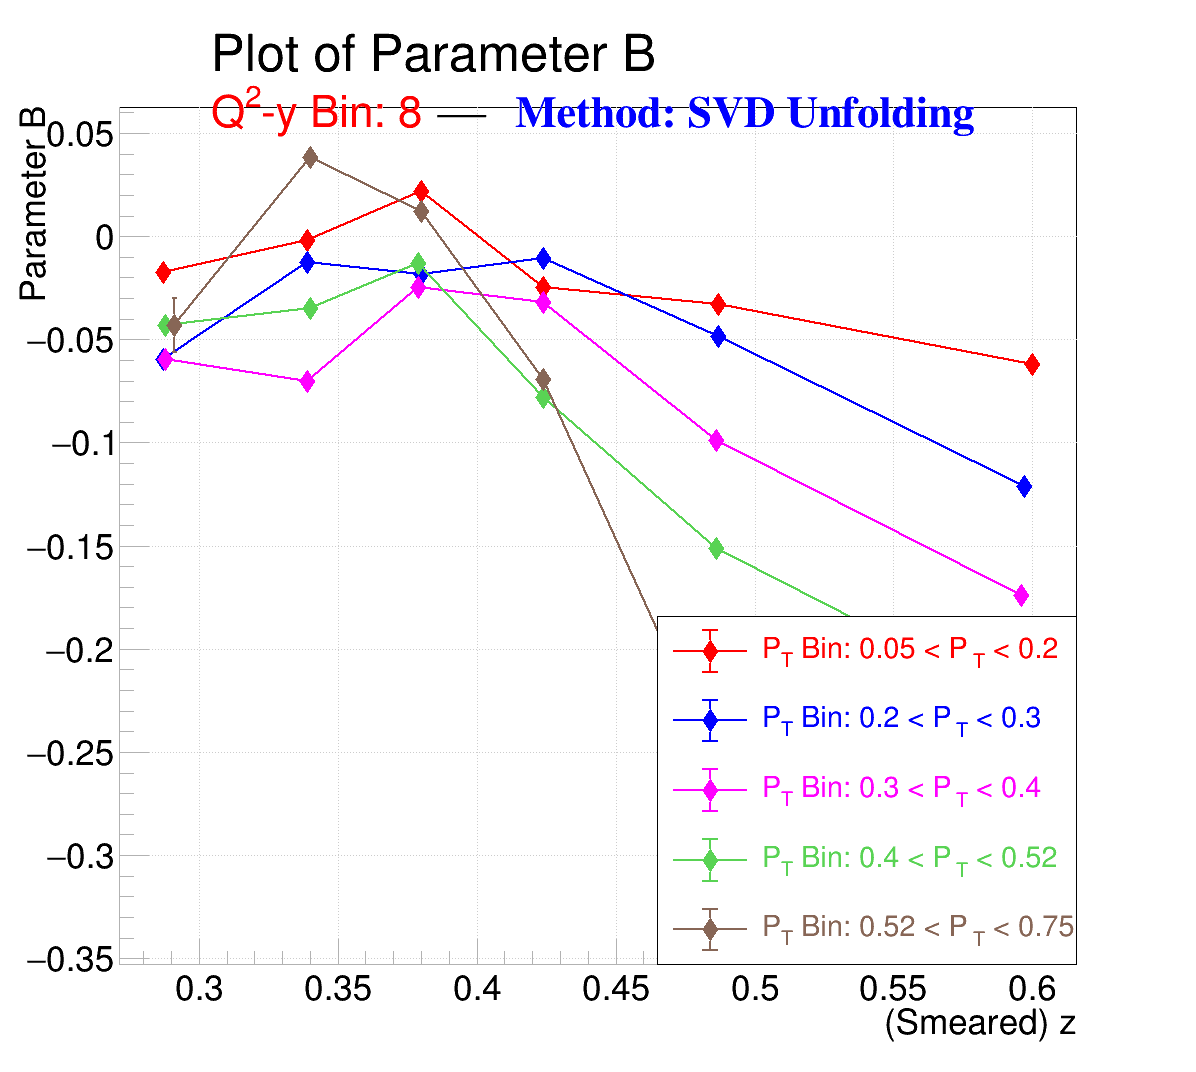 Plot of Parameter B
Q2-y Bin: 8 — Method: SVD Unfolding
Parameter B
0.05
0
−0.05
−0.1
−0.15
−0.2
−0.25
−0.3
−0.35
PT Bin: 0.05 < PT < 0.2
PT Bin: 0.2 < PT < 0.3
PT Bin: 0.3 < PT < 0.4
PT Bin: 0.4 < PT < 0.52
PT Bin: 0.52 < PT < 0.75
0.3 0.35 0.4 0.45 0.5 0.55 0.6
(Smeared) z